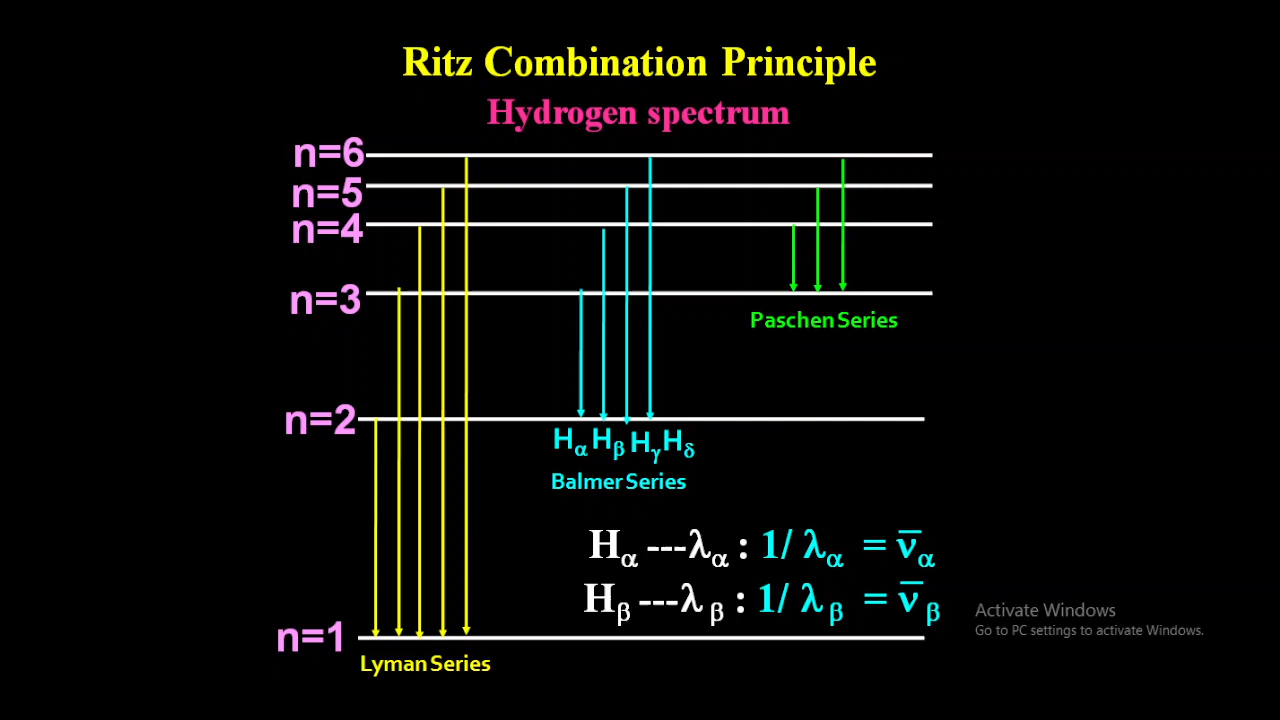 Ritz Combination Principle
Hydrogen spectrum
n=6
n=5
n=4
n=3
Paschen Series
n=2
Hα Hβ Hγ Hδ
Balmer Series
Hα ---λα : 1/ λα = ν̅α
Hβ ---λβ : 1/ λβ = ν̅β
Activate Windows
Go to PC settings to activate Windows.
n=1
Lyman Series